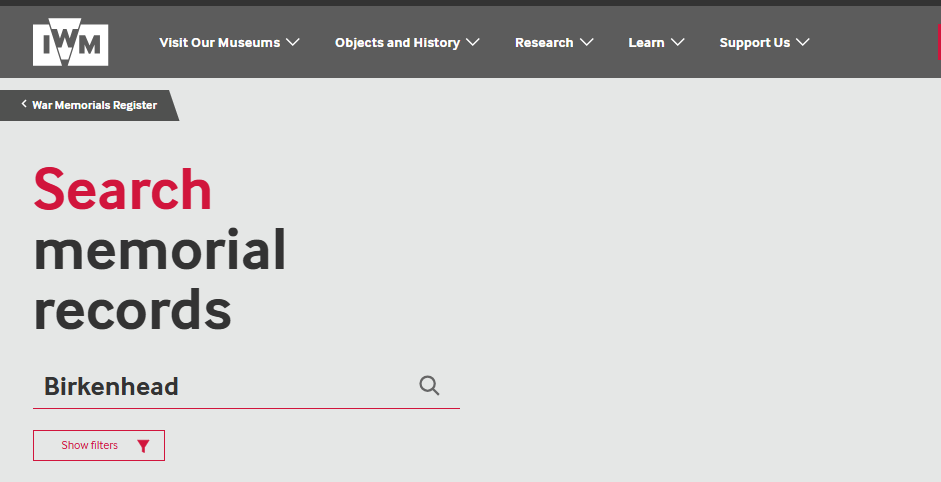 IWM
Visit Our Museums Objects and History Research Learn Support Us
War Memorials Register
Search
memorial
records
Birkenhead
Show filters